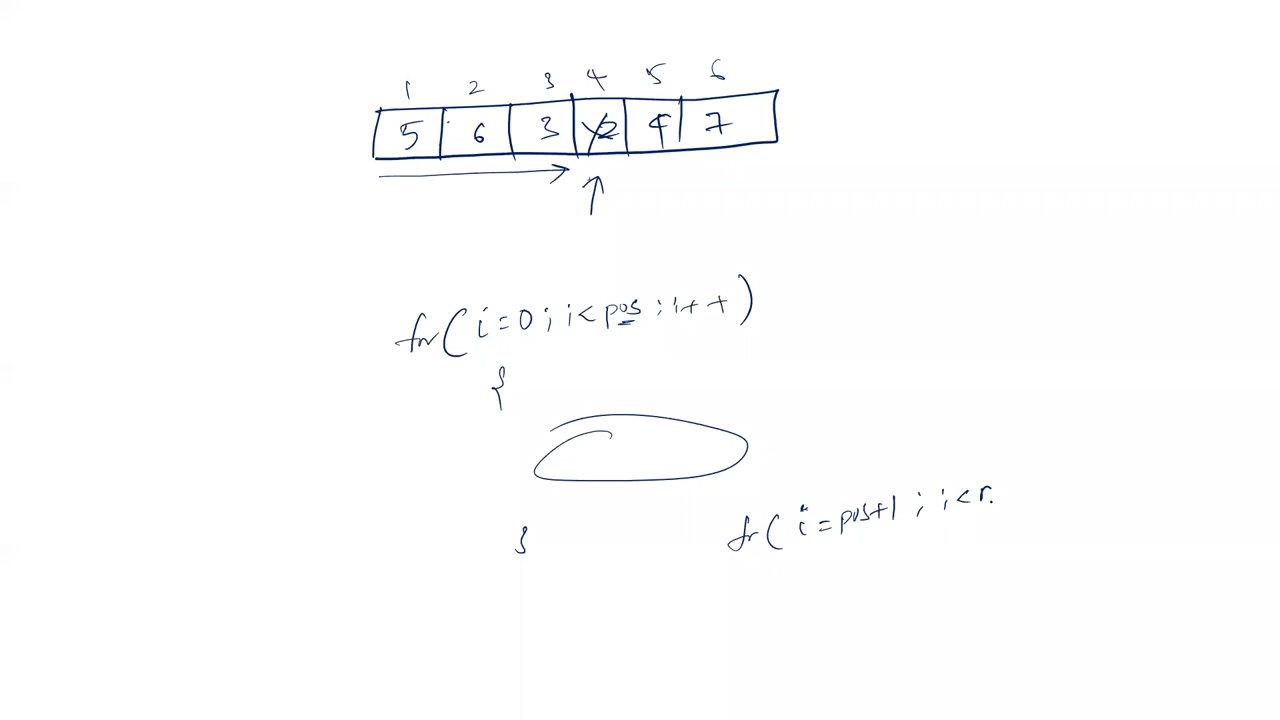 1 2 3 4 5 6
5 6 3 2 4 7
for(i=0; i<pos; i++)
{
}
for(i=pos+1; i<n